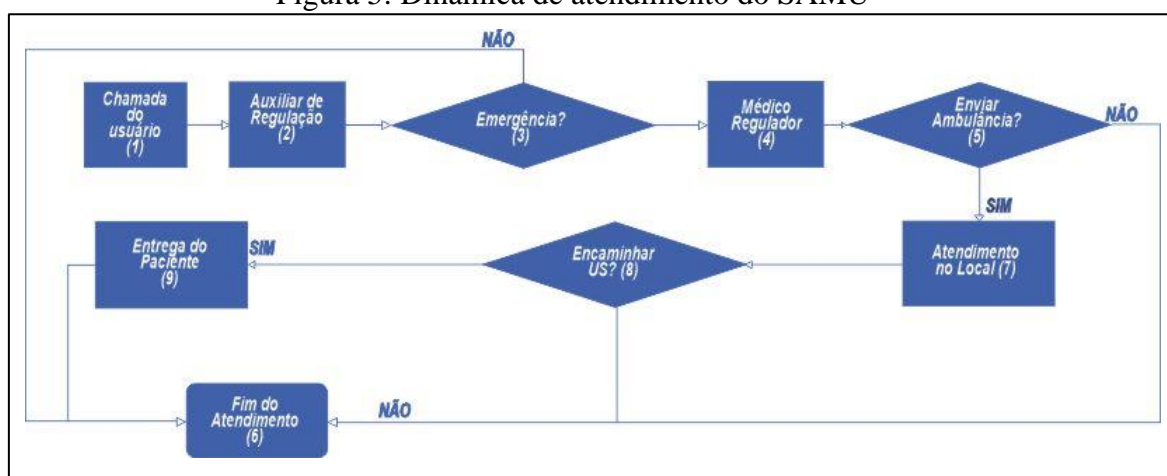 Figura 3: Dinâmica de atendimento do SAMU
NÃO
Chamada
do
usuário
(1)
Auxiliar de
Regulação
(2)
Emergência?
(3)
Médico
Regulador
(4)
Enviar
Ambulância?
(5)
NÃO
SIM
Atendimento
no Local (7)
Encaminhar
US? (8)
SIM
Entrega do
Paciente
(9)
NÃO
Fim do
Atendimento
(6)